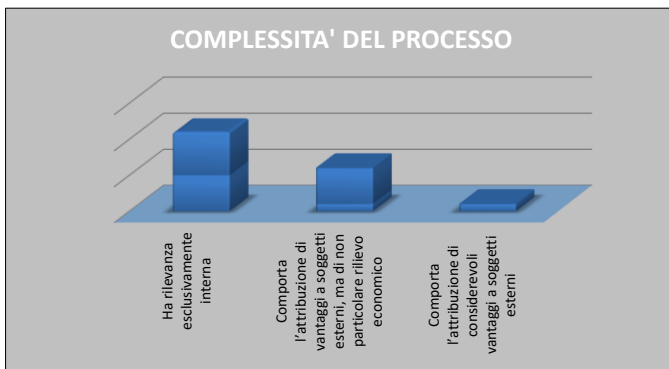 COMPLESSITA' DEL PROCESSO
Ha rilevanza
esclusivamente
interna
Comporta
l'attribuzione di
vantaggi a soggetti
esterni, ma di non
particolare rilievo
economico
Comporta
l'attribuzione di
considerevoli
vantaggi a soggetti
esterni